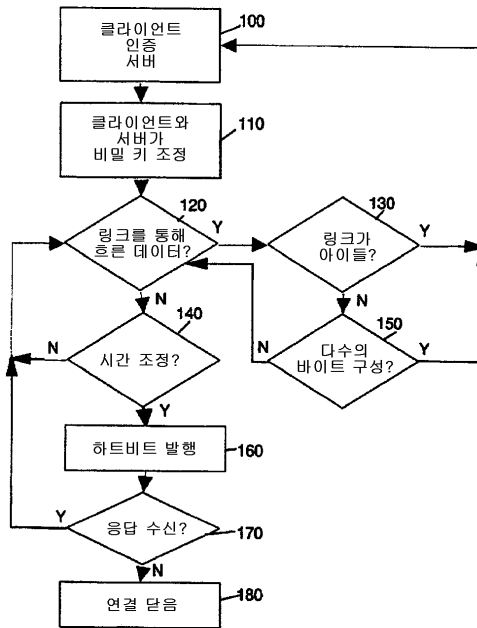 클라이언트
인증
서버
100
클라이언트와
서버가
비밀 키 조정
110
링크를 통해
흐른 데이터?
120
Y
N
링크가
아이들?
130
Y
N
시간 조정?
140
N
Y
다수의
바이트 구성?
150
N
Y
하트비트 발행
160
응답 수신?
170
Y
N
연결 닫음
180